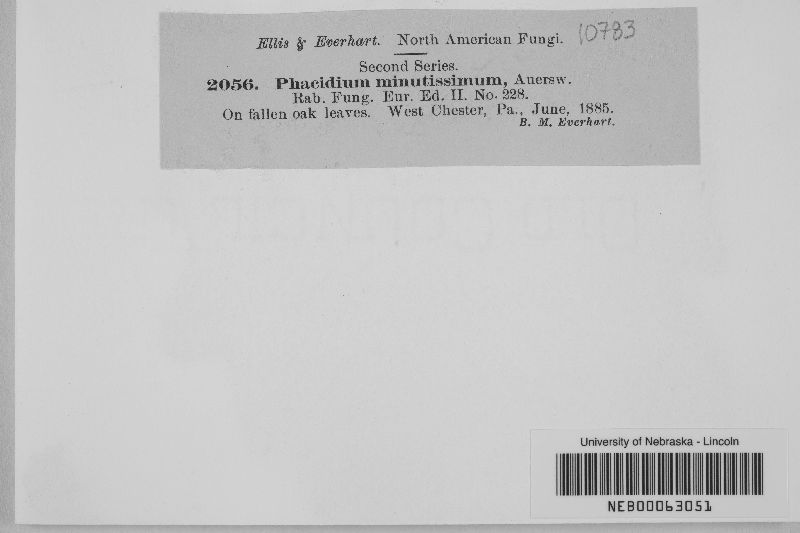 Ellis & Everhart. North American Fungi.
10783
Second Series.
2056. Phacidium minutissimum, Auersw.
Rab. Fung. Eur. Ed. II. No. 228.
On fallen oak leaves. West Chester, Pa., June, 1885.
B. M. Everhart.
University of Nebraska - Lincoln
NEB00063051